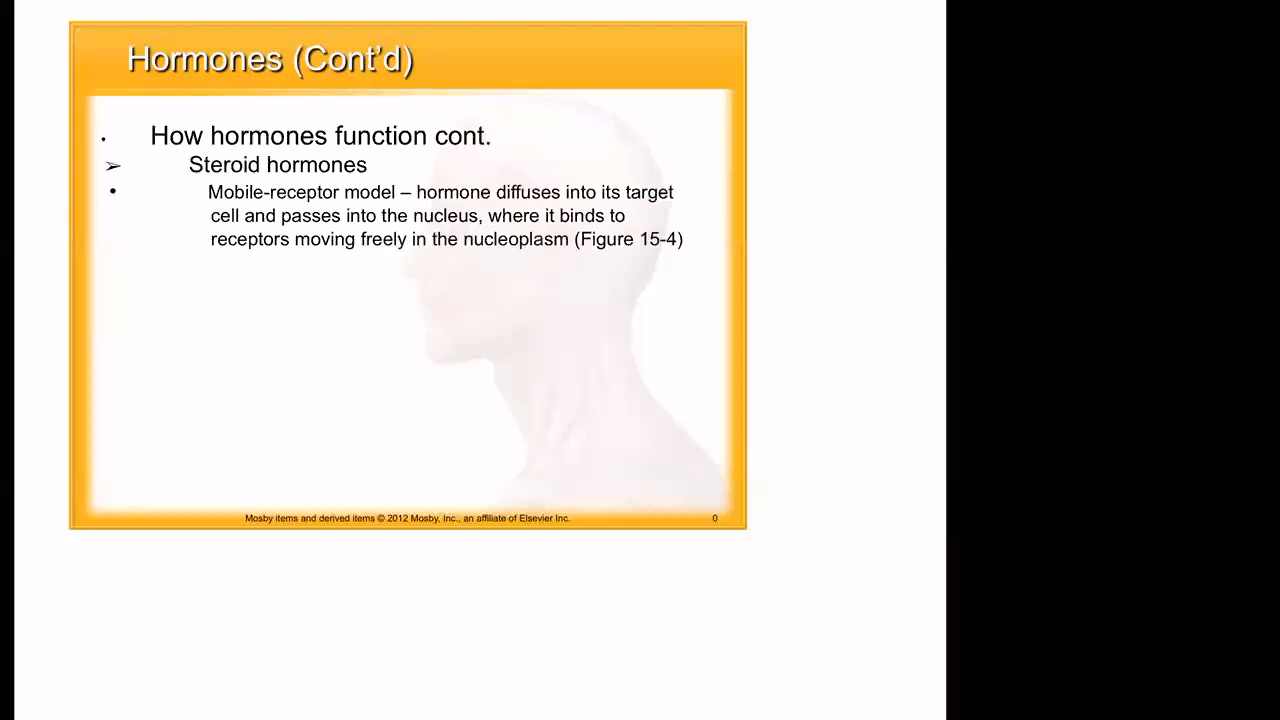 Hormones (Cont’d)
• How hormones function cont.
➢ Steroid hormones
• Mobile-receptor model – hormone diffuses into its target
cell and passes into the nucleus, where it binds to
receptors moving freely in the nucleoplasm (Figure 15-4)
Mosby items and derived items © 2012 Mosby, Inc., an affiliate of Elsevier Inc. 0